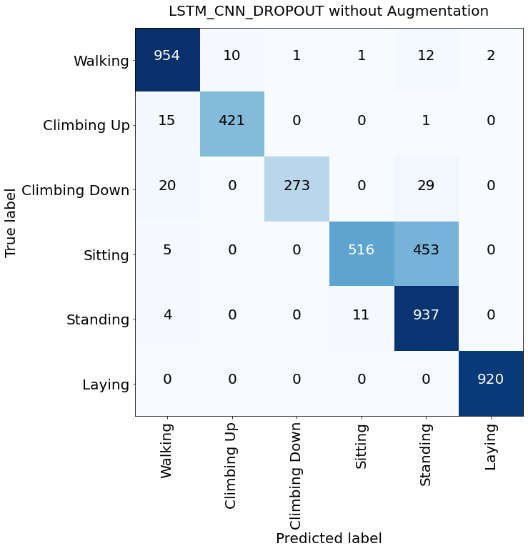 LSTM_CNN_DROPOUT without Augmentation
Walking 954 10 1 1 12 2
Climbing Up 15 421 0 0 1 0
Climbing Down 20 0 273 0 29 0
Sitting 5 0 0 516 453 0
Standing 4 0 0 11 937 0
Laying 0 0 0 0 0 920
True label
Walking Climbing Up Climbing Down Sitting Standing Laying
Predicted label